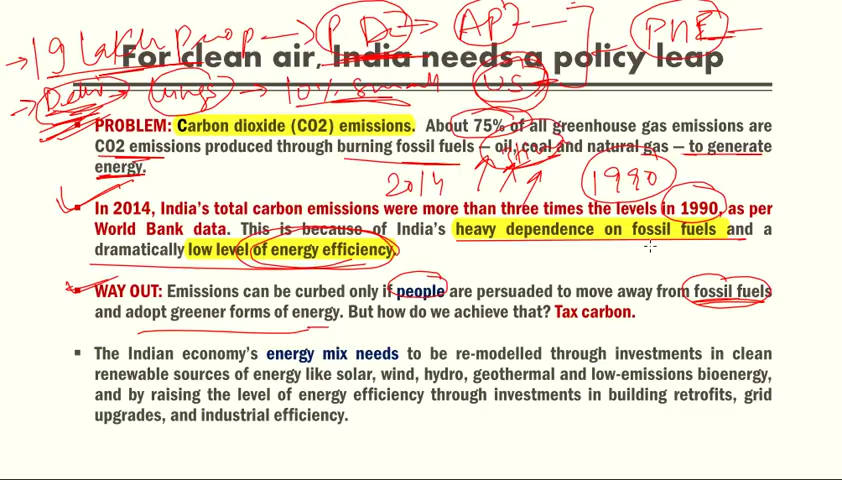 19 Lakh P D AP PNE
For clean air, India needs a policy leap
Lungs 10% Small US
PROBLEM: Carbon dioxide (CO2) emissions. About 75% of all greenhouse gas emissions are
CO2 emissions produced through burning fossil fuels – oil, coal and natural gas – to generate
energy.
2014 1990
In 2014, India's total carbon emissions were more than three times the levels in 1990, as per
World Bank data. This is because of India's heavy dependence on fossil fuels and a
dramatically low level of energy efficiency.
WAY OUT: Emissions can be curbed only if people are persuaded to move away from fossil fuels
and adopt greener forms of energy. But how do we achieve that? Tax carbon.
The Indian economy's energy mix needs to be re-modelled through investments in clean
renewable sources of energy like solar, wind, hydro, geothermal and low-emissions bioenergy,
and by raising the level of energy efficiency through investments in building retrofits, grid
upgrades, and industrial efficiency.